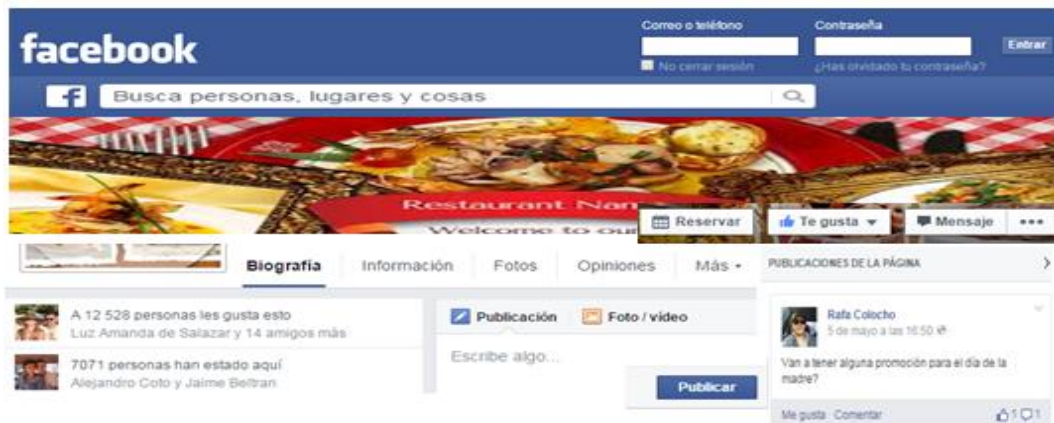 Correo o teléfono
Contraseña
facebook
Entrar
No cerrar sesión
¿Has olvidado tu contraseña?
f
Busca personas, lugares y cosas
Restaurant Nam
Welcome to our
Reservar
Te gusta
Mensaje
Biografía
Información
Fotos
Opiniones
Más
PUBLICACIONES DE LA PÁGINA
A 12 528 personas les gusta esto
Luz Amanda de Salazar y 14 amigos más
7071 personas han estado aquí
Alejandro Coto y Jaime Beltran
Publicación
Foto / vídeo
Escribe algo...
Publicar
Rafa Colocho
5 de mayo a las 16:50
Van a tener alguna promoción para el día de la
madre?
Me gusta Comentar
1 1